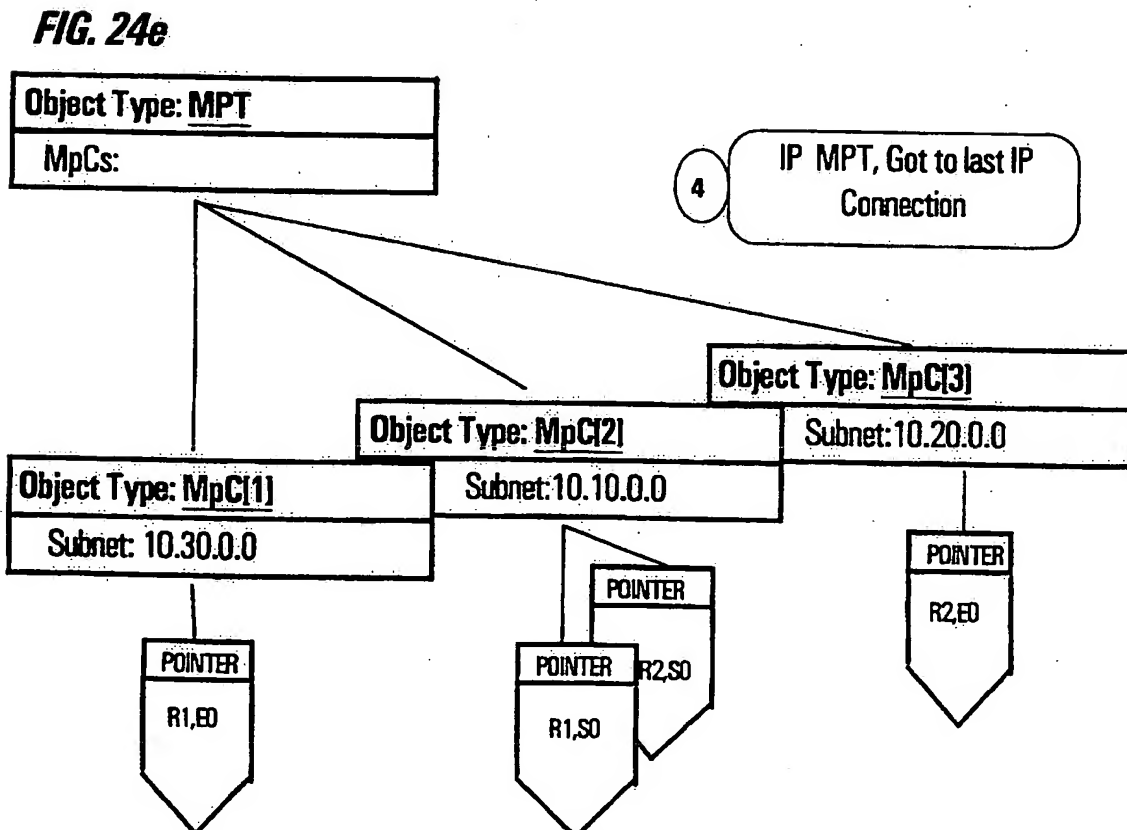 FIG. 24e
Object Type: MPT
MpCs:
4
IP MPT, Got to last IP
Connection
Object Type: MpC[3]
Subnet:10.20.0.0
Object Type: MpC[2]
Subnet:10.10.0.0
Object Type: MpC[1]
Subnet: 10.30.0.0
POINTER
R2,E0
POINTER
R2,S0
POINTER
R1,S0
POINTER
R1,E0